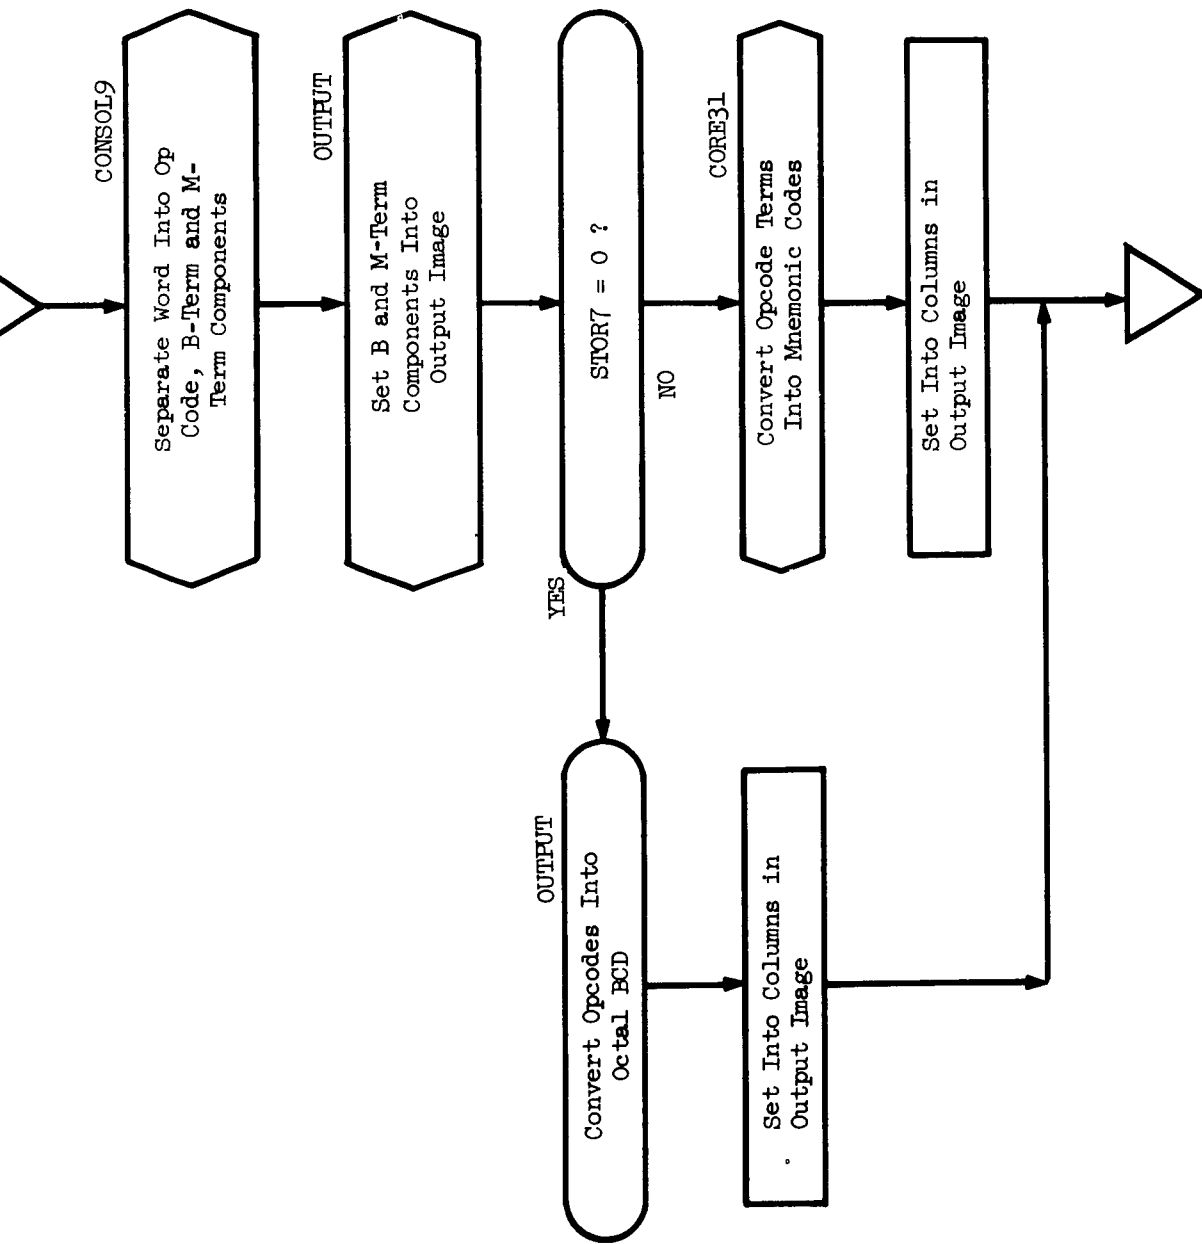 CONSOL9
Separate Word Into Op
Code, B-Term and M-
Term Components
OUTPUT
Set B and M-Term
Components Into
Output Image
STOR7 = 0 ?
YES
NO
CORE31
Convert Opcode Terms
Into Mnemonic Codes
Set Into Columns in
Output Image
OUTPUT
Convert Opcodes Into
Octal BCD
Set Into Columns in
Output Image